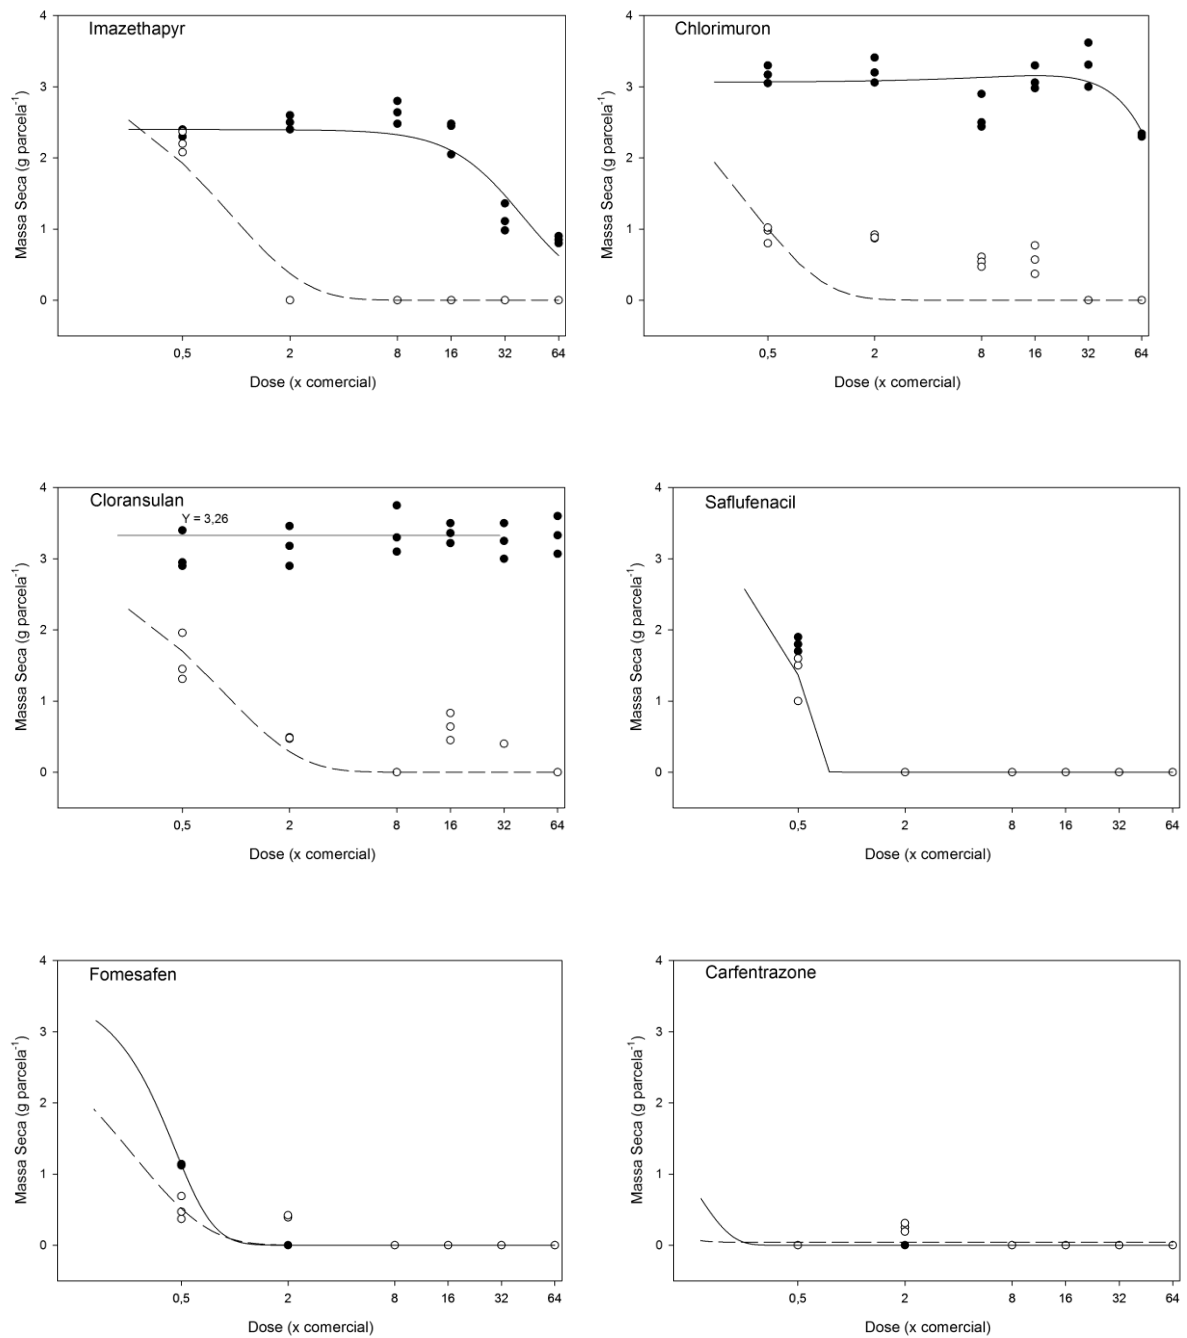 Imazethapyr
Massa Seca (g parcela⁻¹)
4
3
2
1
0
0,5 2 8 16 32 64
Dose (x comercial)
Chlorimuron
Massa Seca (g parcela⁻¹)
4
3
2
1
0
0,5 2 8 16 32 64
Dose (x comercial)
Cloransulan
Y = 3,26
Massa Seca (g parcela⁻¹)
4
3
2
1
0
0,5 2 8 16 32 64
Dose (x comercial)
Saflufenacil
Massa Seca (g parcela⁻¹)
4
3
2
1
0
0,5 2 8 16 32 64
Dose (x comercial)
Fomesafen
Massa Seca (g parcela⁻¹)
4
3
2
1
0
0,5 2 8 16 32 64
Dose (x comercial)
Carfentrazone
Massa Seca (g parcela⁻¹)
4
3
2
1
0
0,5 2 8 16 32 64
Dose (x comercial)